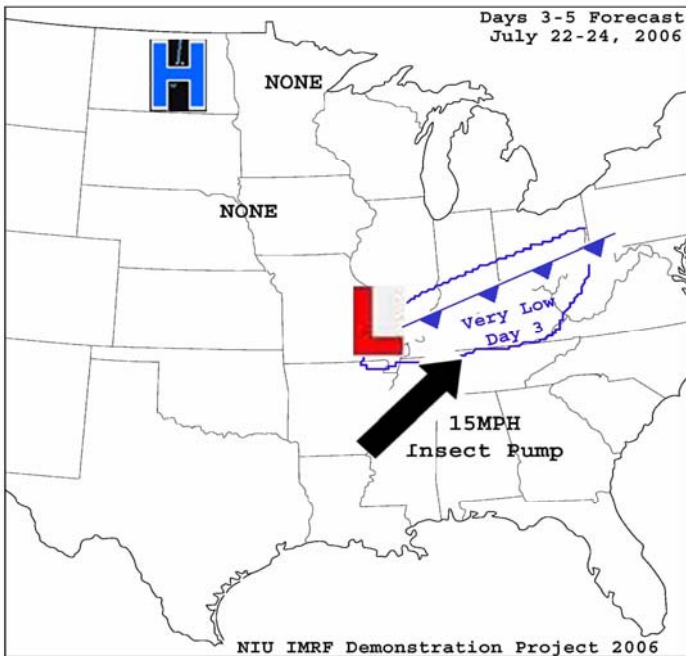 Days 3-5 Forecast
July 22-24, 2006
H
NONE
NONE
L
Very Low
Day 3
15MPH
Insect Pump
NIU IMRF Demonstration Project 2006